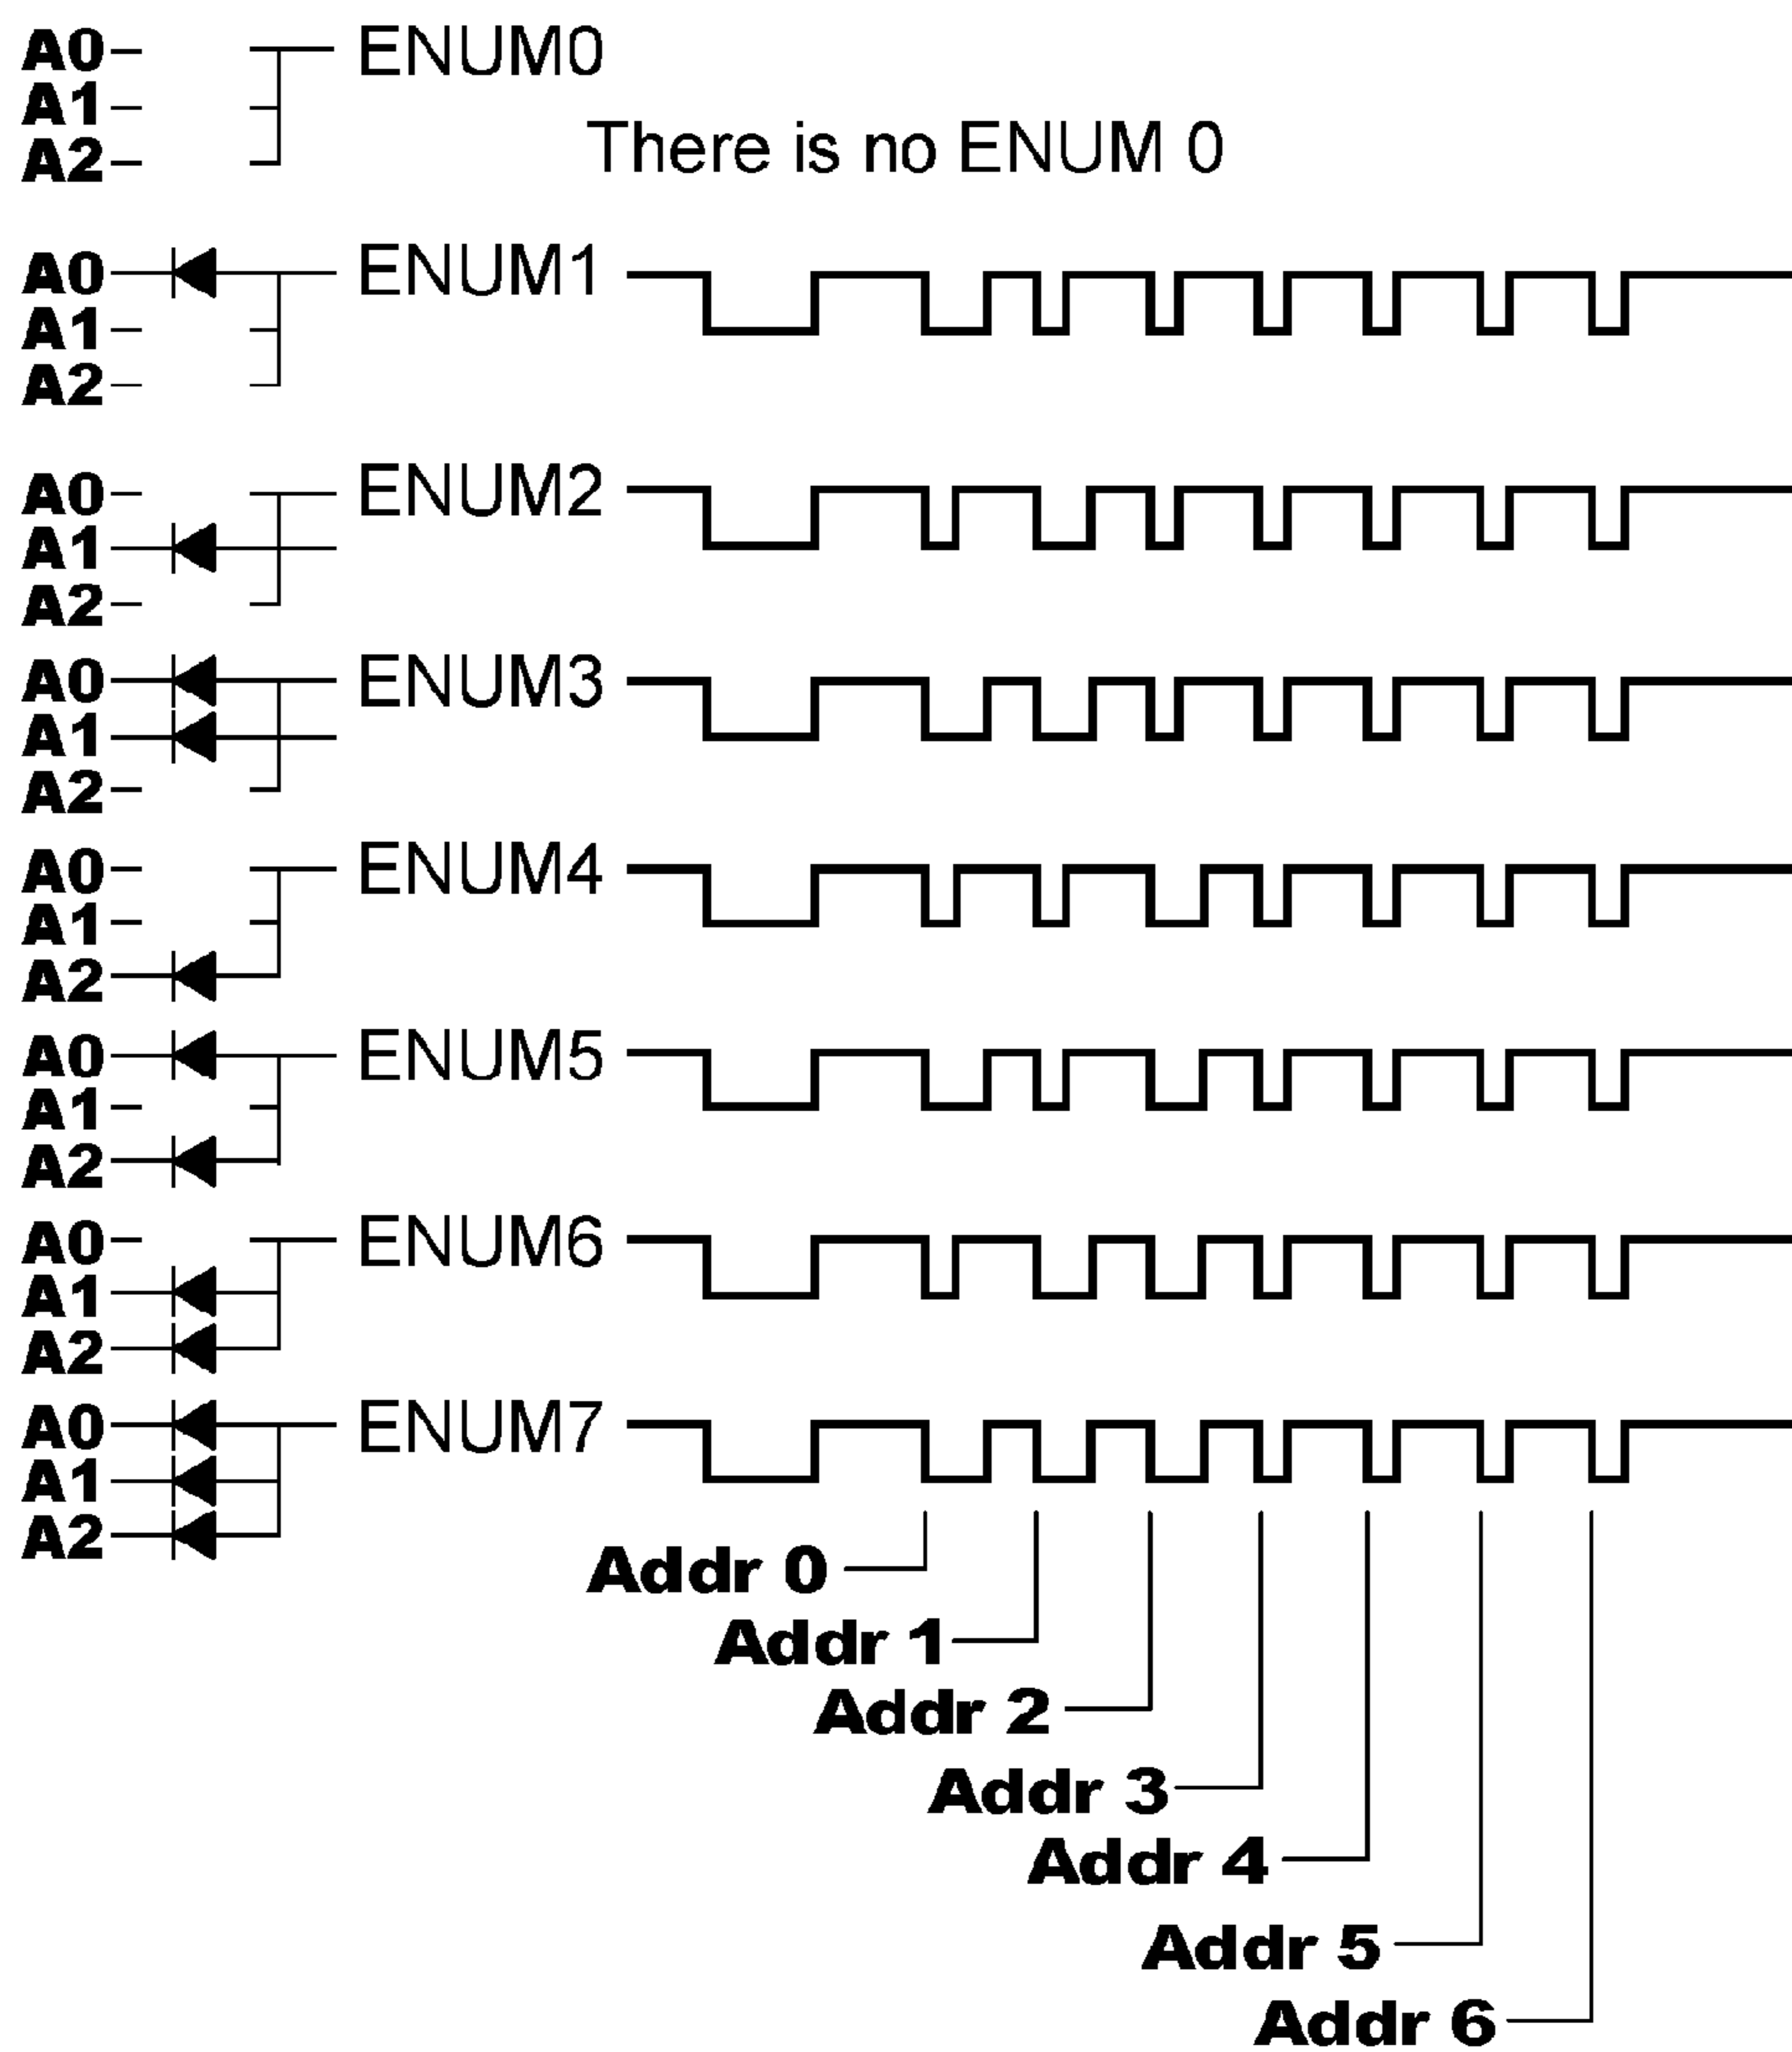 A0 ENUM0
A1
There is no ENUM 0
A2
A0 ENUM1
A1
A2
A0 ENUM2
A1
A2
A0 ENUM3
A1
A2
A0 ENUM4
A1
A2
A0 ENUM5
A1
A2
A0 ENUM6
A1
A2
A0 ENUM7
A1
A2
Addr 0
Addr 1
Addr 2
Addr 3
Addr 4
Addr 5
Addr 6